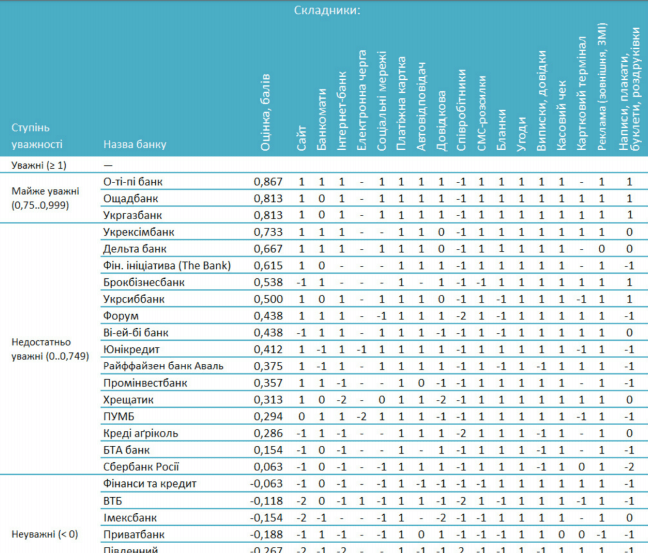 Складники:
Ступінь уважності
Назва банку
Оцінка, балів
Сайт
Банкомати
Інтернет-банк
Електронна черга
Соціальні мережі
Платіжна картка
Автовідповідач
Довідкова
Співробітники
СМС-розсилки
Бланки
Угоди
Виписки, довідки
Касовий чек
Картковий термінал
Реклама (зовнішня, ЗМІ)
Написи, плакати,
буклети, роздруківки
Уважні (≥ 1) —
Майже уважні
(0,75..0,999)
О-ті-пі банк 0,867 1 1 1 - 1 1 1 1 -1 1 1 1 1 1 - 1 1
Ощадбанк 0,813 1 0 1 - 1 1 1 1 -1 1 1 1 1 1 1 1 1
Укргазбанк 0,813 1 0 1 - 1 1 1 1 -1 1 1 1 1 1 1 1 1
Недостатньо
уважні (0..0,749)
Укрексімбанк 0,733 1 1 1 - - 1 1 0 -1 1 1 1 1 1 1 1 0
Дельта банк 0,667 1 1 1 - 1 1 1 0 -1 1 1 1 1 1 - 0 0
Фін. ініціатива (The Bank) 0,615 1 0 - - - 1 1 1 -1 1 1 1 1 1 - 1 -1
Брокбізнесбанк 0,538 -1 1 - - - 1 - 1 -1 -1 1 1 1 1 1 1 1
Укрсиббанк 0,500 1 0 1 - 1 1 1 0 -1 1 -1 1 1 1 -1 1 1
Форум 0,438 1 1 1 - -1 1 1 1 -2 1 1 1 1 1 1 1 -1
Ві-ей-бі банк 0,438 -1 1 1 - 1 1 1 -1 -1 1 -1 1 1 1 1 1 0
Юнікредит 0,412 1 -1 1 -1 1 1 1 1 -1 1 1 1 1 1 -1 1 -1
Райффайзен банк Аваль 0,375 1 -1 1 - 1 1 1 1 -1 1 -1 1 -1 1 1 1 -1
Промінвестбанк 0,357 1 1 -1 - - 1 0 -1 -1 1 1 1 1 1 - 1 -1
Хрещатик 0,313 1 0 -2 - 0 1 1 -2 -1 1 1 1 1 1 1 1 0
ПУМБ 0,294 0 1 1 -2 1 1 1 -1 -1 1 1 1 1 1 -1 1 -1
Креді аґріколь 0,286 -1 1 -1 - - 1 1 1 -2 1 1 1 -1 1 - 1 0
БТА банк 0,154 -1 0 -1 - - 1 1 1 -1 - 1 1 -1 1 - 1 -1
Сбербанк Росії 0,063 -1 0 -1 - -1 1 1 1 -1 1 1 1 -1 1 0 1 -2
Неуважні (< 0)
Фінанси та кредит -0,063 -1 0 -1 - -1 1 -1 -1 -1 -1 1 1 1 1 1 1 -1
ВТБ -0,118 -2 0 -1 1 -1 1 1 -1 -2 1 -1 1 -1 1 1 1 -1
Імексбанк -0,154 -2 -1 - - -1 1 - -2 -1 -1 1 1 1 1 - 1 0
Приватбанк -0,188 -1 1 -1 - -1 1 0 1 -1 -1 1 1 1 0 0 -1 -1
Південний -0,267 -2 -1 -2 - - 1 -1 -1 2 -1 -1 1 1 1 1 1 -1